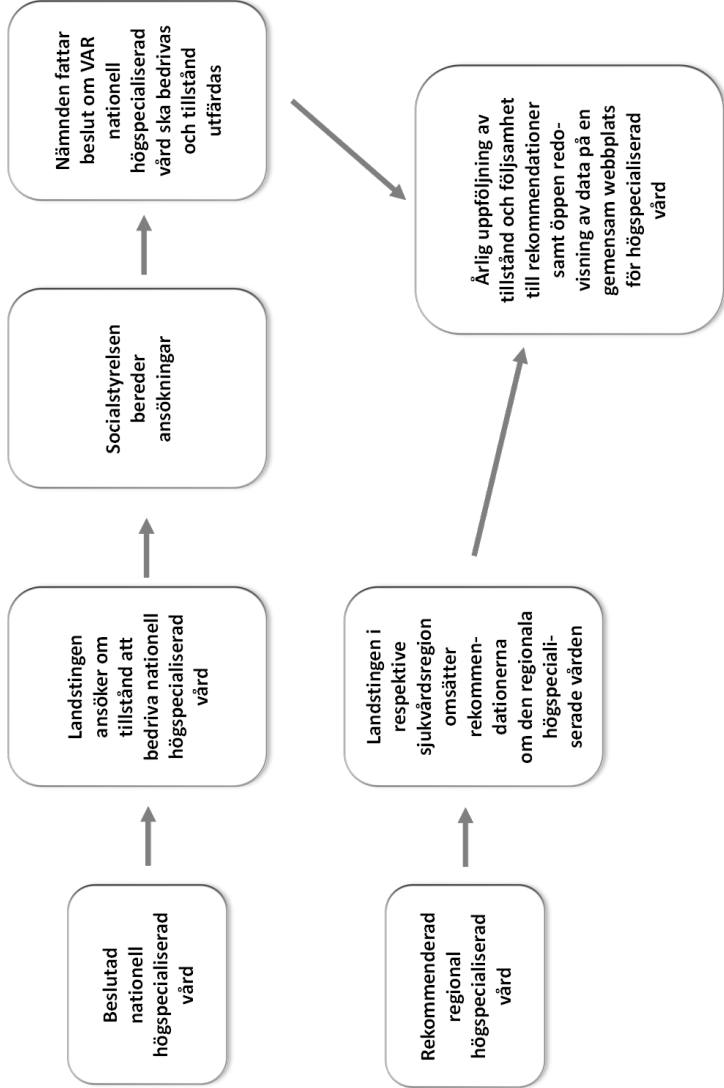 Beslutad
nationell
högspecialiserad
vård
Landstingen
ansöker om
tillstånd att
bedriva nationell
högspecialiserad
vård
Socialstyrelsen
bereder
ansökningar
Nämnden fattar
beslut om VAR
nationell
högspecialiserad
vård ska bedrivas
och tillstånd
utfärdas
Rekommenderad
regional
högspecialiserad
vård
Landstingen i
respektive
sjukvårdsregion
omsätter
rekommen-
dationerna
om den regionala
högspeciali-
serade vården
Årlig uppföljning av
tillstånd och följsamhet
till rekommendationer
samt öppen redo-
visning av data på en
gemensam webbplats
för högspecialiserad
vård